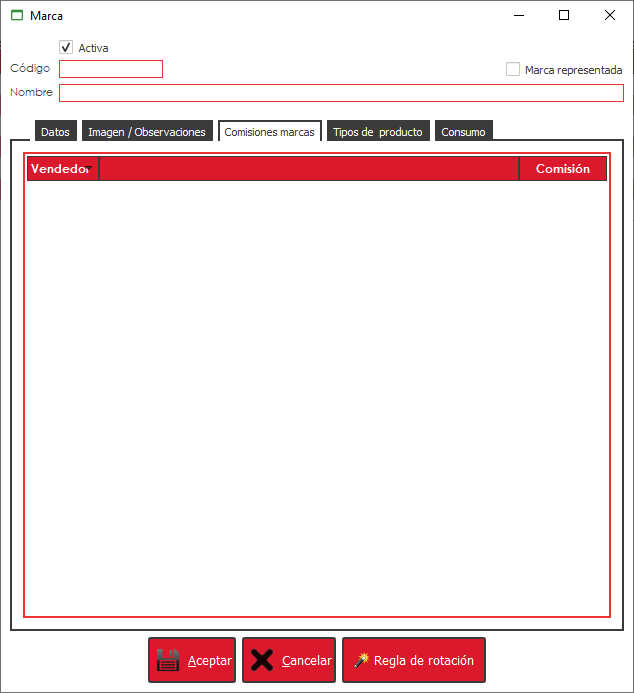 Marca
Activa
Código
Marca representada
Nombre
Datos Imagen / Observaciones Comisiones marcas Tipos de producto Consumo
Vendedor Comisión
Aceptar Cancelar Regla de rotación